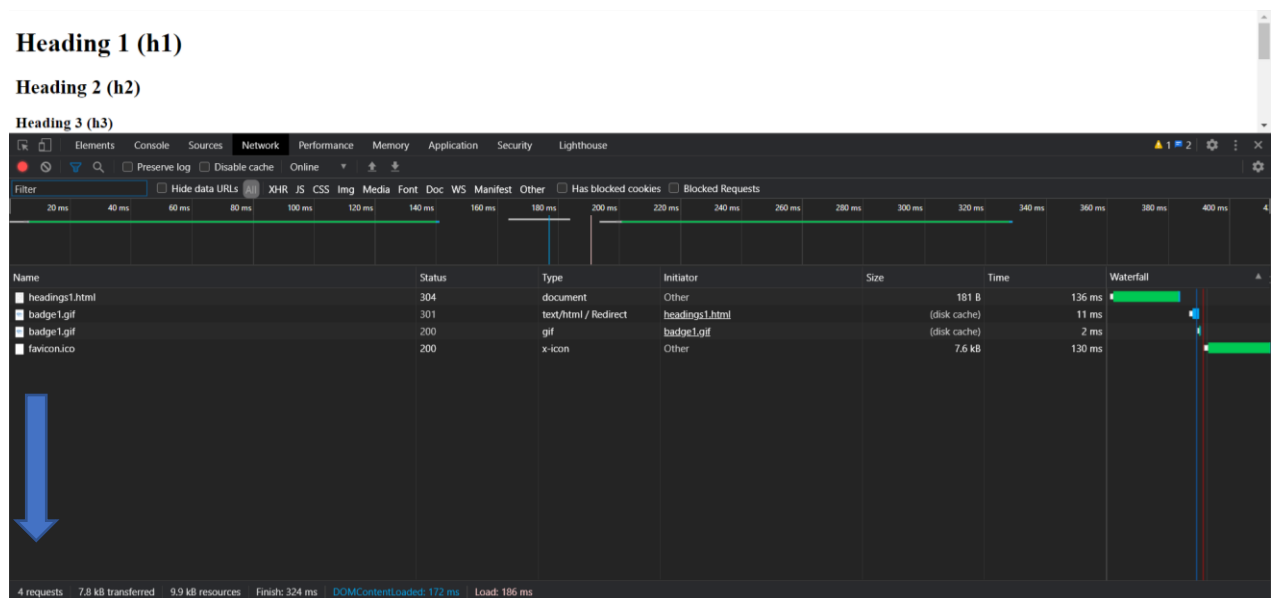 Heading 1 (h1)
Heading 2 (h2)
Heading 3 (h3)
Elements Console Sources Network Performance Memory Application Security Lighthouse 1 2
Preserve log Disable cache Online
Filter Hide data URLs All XHR JS CSS Img Media Font Doc WS Manifest Other Has blocked cookies Blocked Requests
20 ms 40 ms 60 ms 80 ms 100 ms 120 ms 140 ms 160 ms 180 ms 200 ms 220 ms 240 ms 260 ms 280 ms 300 ms 320 ms 340 ms 360 ms 380 ms 400 ms 4
Name Status Type Initiator Size Time Waterfall
headings1.html 304 document Other 181 B 136 ms
badge1.gif 301 text/html / Redirect headings1.html (disk cache) 11 ms
badge1.gif 200 gif badge1.gif (disk cache) 2 ms
favicon.ico 200 x-icon Other 7.6 kB 130 ms
4 requests 7.8 kB transferred 9.9 kB resources Finish: 324 ms DOMContentLoaded: 172 ms Load: 186 ms